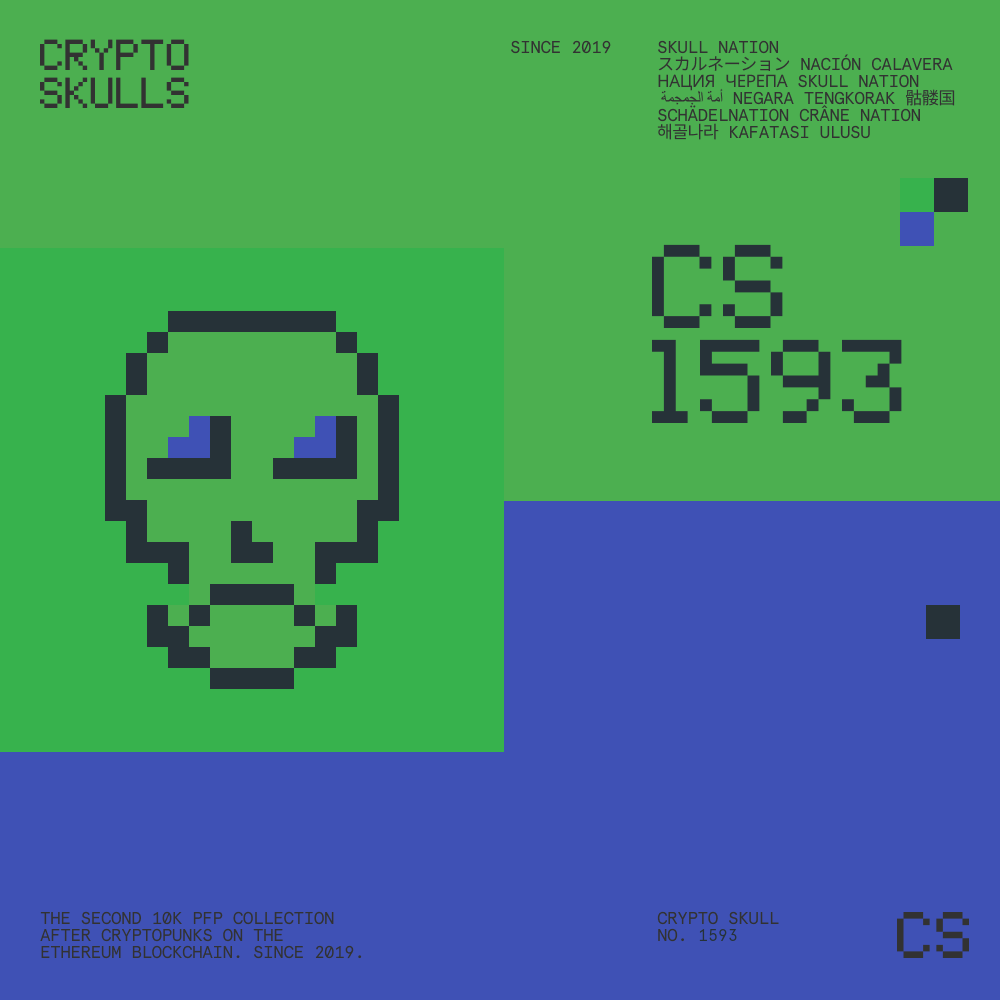 CRYPTO
SKULLS
SINCE 2019
SKULL NATION
スカルネーション NACIÓN CALAVERA
НАЦИЯ ЧЕРЕПА SKULL NATION
أمة الجمجمة NEGARA TENGKORAK 骷髅国
SCHÄDELNATION CRÂNE NATION
해골나라 KAFATASI ULUSU
CS
1593
THE SECOND 10K PFP COLLECTION
AFTER CRYPTOPUNKS ON THE
ETHEREUM BLOCKCHAIN. SINCE 2019.
CRYPTO SKULL
NO. 1593
CS